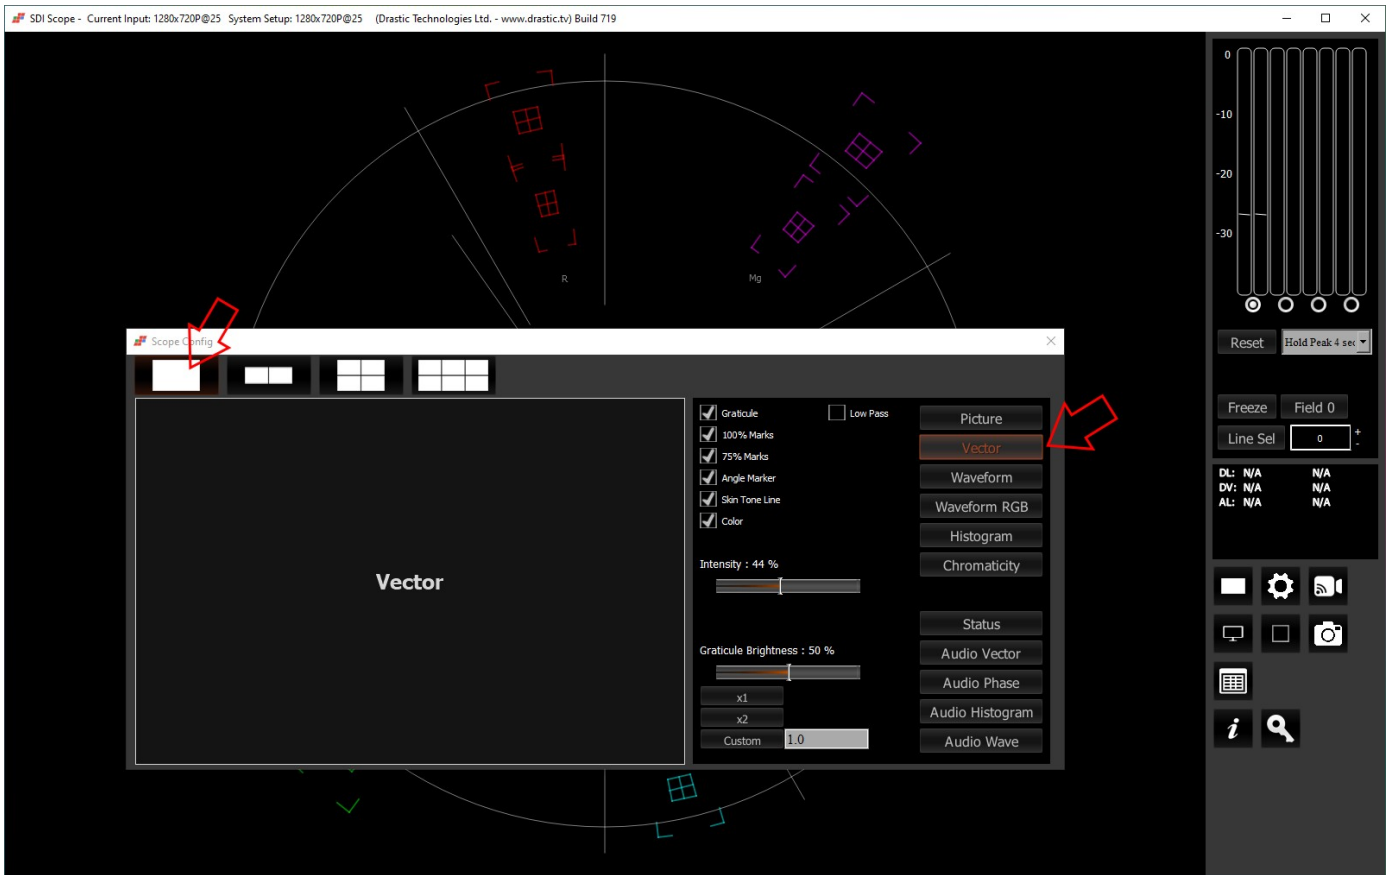 SDI Scope - Current Input: 1280x720P@25 System Setup: 1280x720P@25 (Drastic Technologies Ltd. - www.drastic.tv) Build 719
R
Mg
Scope Config
Vector
Graticule
Low Pass
100% Marks
75% Marks
Angle Marker
Skin Tone Line
Color
Intensity : 44 %
Graticule Brightness : 50 %
x1
x2
Custom 1.0
Picture
Vector
Waveform
Waveform RGB
Histogram
Chromaticity
Status
Audio Vector
Audio Phase
Audio Histogram
Audio Wave
0
-10
-20
-30
Reset Hold Peak 4 sec
Freeze Field 0
Line Sel 0 + -
DL: N/A N/A
DV: N/A N/A
AL: N/A N/A
i